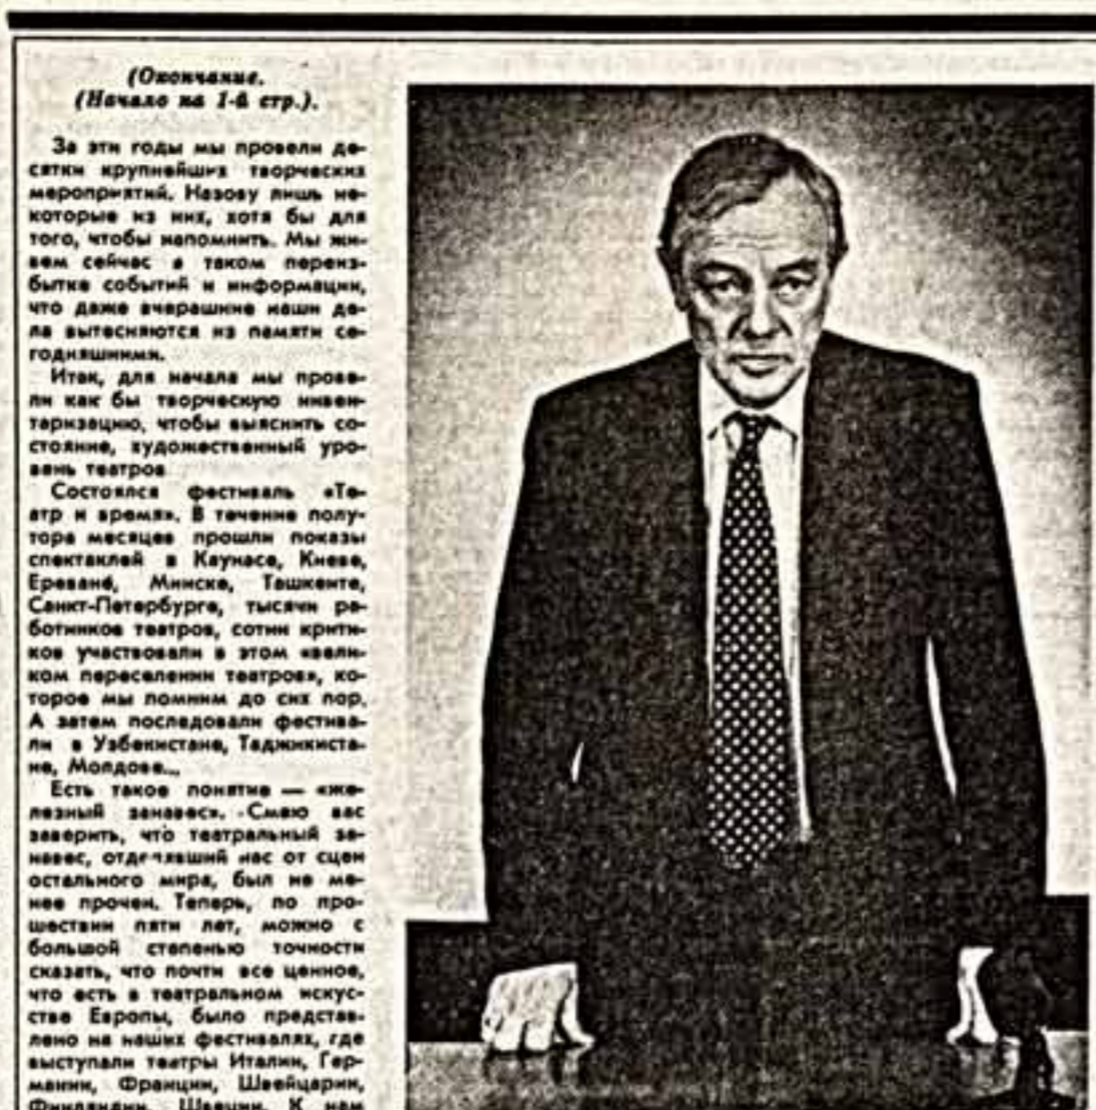 (Окончание.
(Начало на 1-й стр.).
За эти годы мы провели де-
сятки крупнейших творческих
мероприятий. Назову лишь не-
которые из них, хотя бы для
того, чтобы напомнить. Мы жи-
вем сейчас в таком переиз-
бытке событий и информации,
что даже вчерашние наши де-
ла вытесняются из памяти се-
годняшними.
Итак, для начала мы прове-
ли как бы творческую инвен-
таризацию, чтобы выяснить со-
стояние, художественный уро-
вень театров
Состоялся фестиваль «Те-
атр и время». В течение полу-
тора месяцев прошли показы
спектаклей в Каунасе, Киеве,
Ереване, Минске, Ташкенте,
Санкт-Петербурге, тысячи ра-
ботников театров, сотни крити-
ков участвовали в этом «вели-
ком переселении театров», ко-
торое мы помним до сих пор.
А затем последовали фестива-
ли в Узбекистане, Таджикиста-
не, Молдове...
Есть такое понятие — «же-
лезный занавес». Смею вас
заверить, что театральный за-
навес, отделявший нас от сцен
остального мира, был не ме-
нее прочен. Теперь, по про-
шествии пяти лет, можно с
большой степенью точности
сказать, что почти все ценное,
что есть в театральном искус-
стве Европы, было представ-
лено на наших фестивалях, где
выступали театры Италии, Гер-
мании, Франции, Швейцарии,
Финляндии, Швеции. К нам